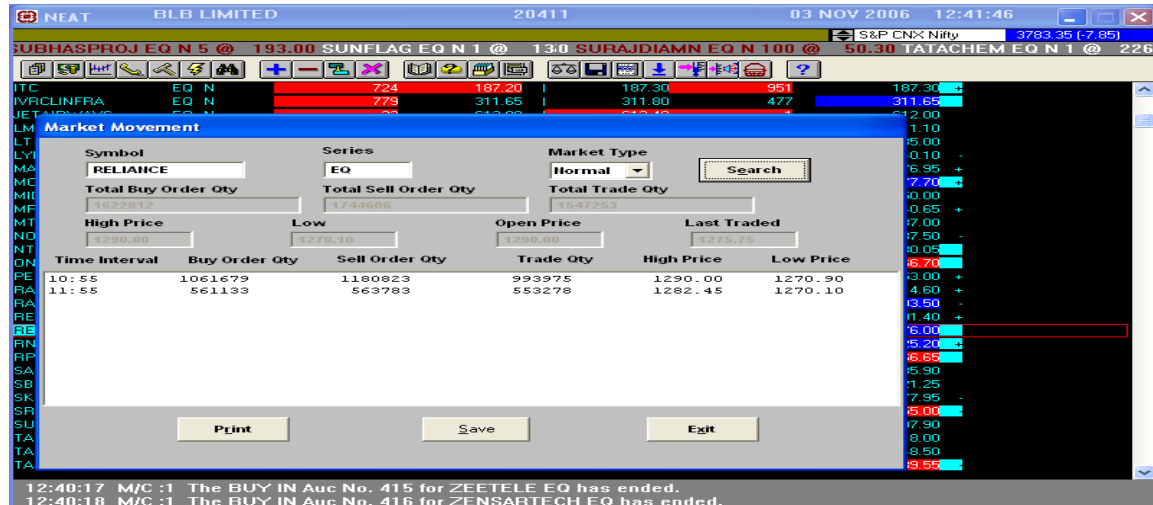 NEAT BLB LIMITED 20411 03 NOV 2006 12:41:46
S&P CNX Nifty 3783.35 (-7.85)
SUBHASPROJ EQ N 5 @ 193.00 SUNFLAG EQ N 1 @ 13.0 SURAJDIAMN EQ N 100 @ 50.30 TATACHEM EQ N 1 @ 226
ITC EQ N 724 187.20 | 187.30 951 187.30 +
IVRCLINFRA EQ N 779 311.65 | 311.80 477 311.65
Market Movement
Symbol Series Market Type
RELIANCE EQ Normal Search
Total Buy Order Qty Total Sell Order Qty Total Trade Qty
1622812 1744606 1547253
High Price Low Open Price Last Traded
1290.00 1270.10 1290.00 1275.75
Time Interval Buy Order Qty Sell Order Qty Trade Qty High Price Low Price
10:55 1061679 1180823 993975 1290.00 1270.90
11:55 561133 563783 553278 1282.45 1270.10
Print Save Exit
12:40:17 M/C :1 The BUY IN Auc No. 415 for ZEETELE EQ has ended.
12:40:18 M/C :1 The BUY IN Auc No. 416 for ZENSARTECH EQ has ended.